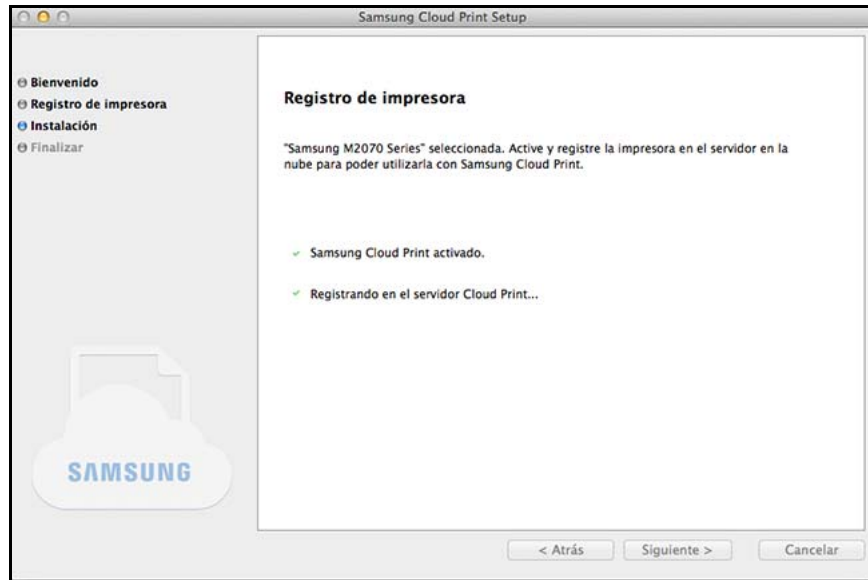 Samsung Cloud Print Setup
Bienvenido
Registro de impresora
Instalación
Finalizar
Registro de impresora
"Samsung M2070 Series" seleccionada. Active y registre la impresora en el servidor en la
nube para poder utilizarla con Samsung Cloud Print.
Samsung Cloud Print activado.
Registrando en el servidor Cloud Print...
SAMSUNG
< Atrás
Siguiente >
Cancelar